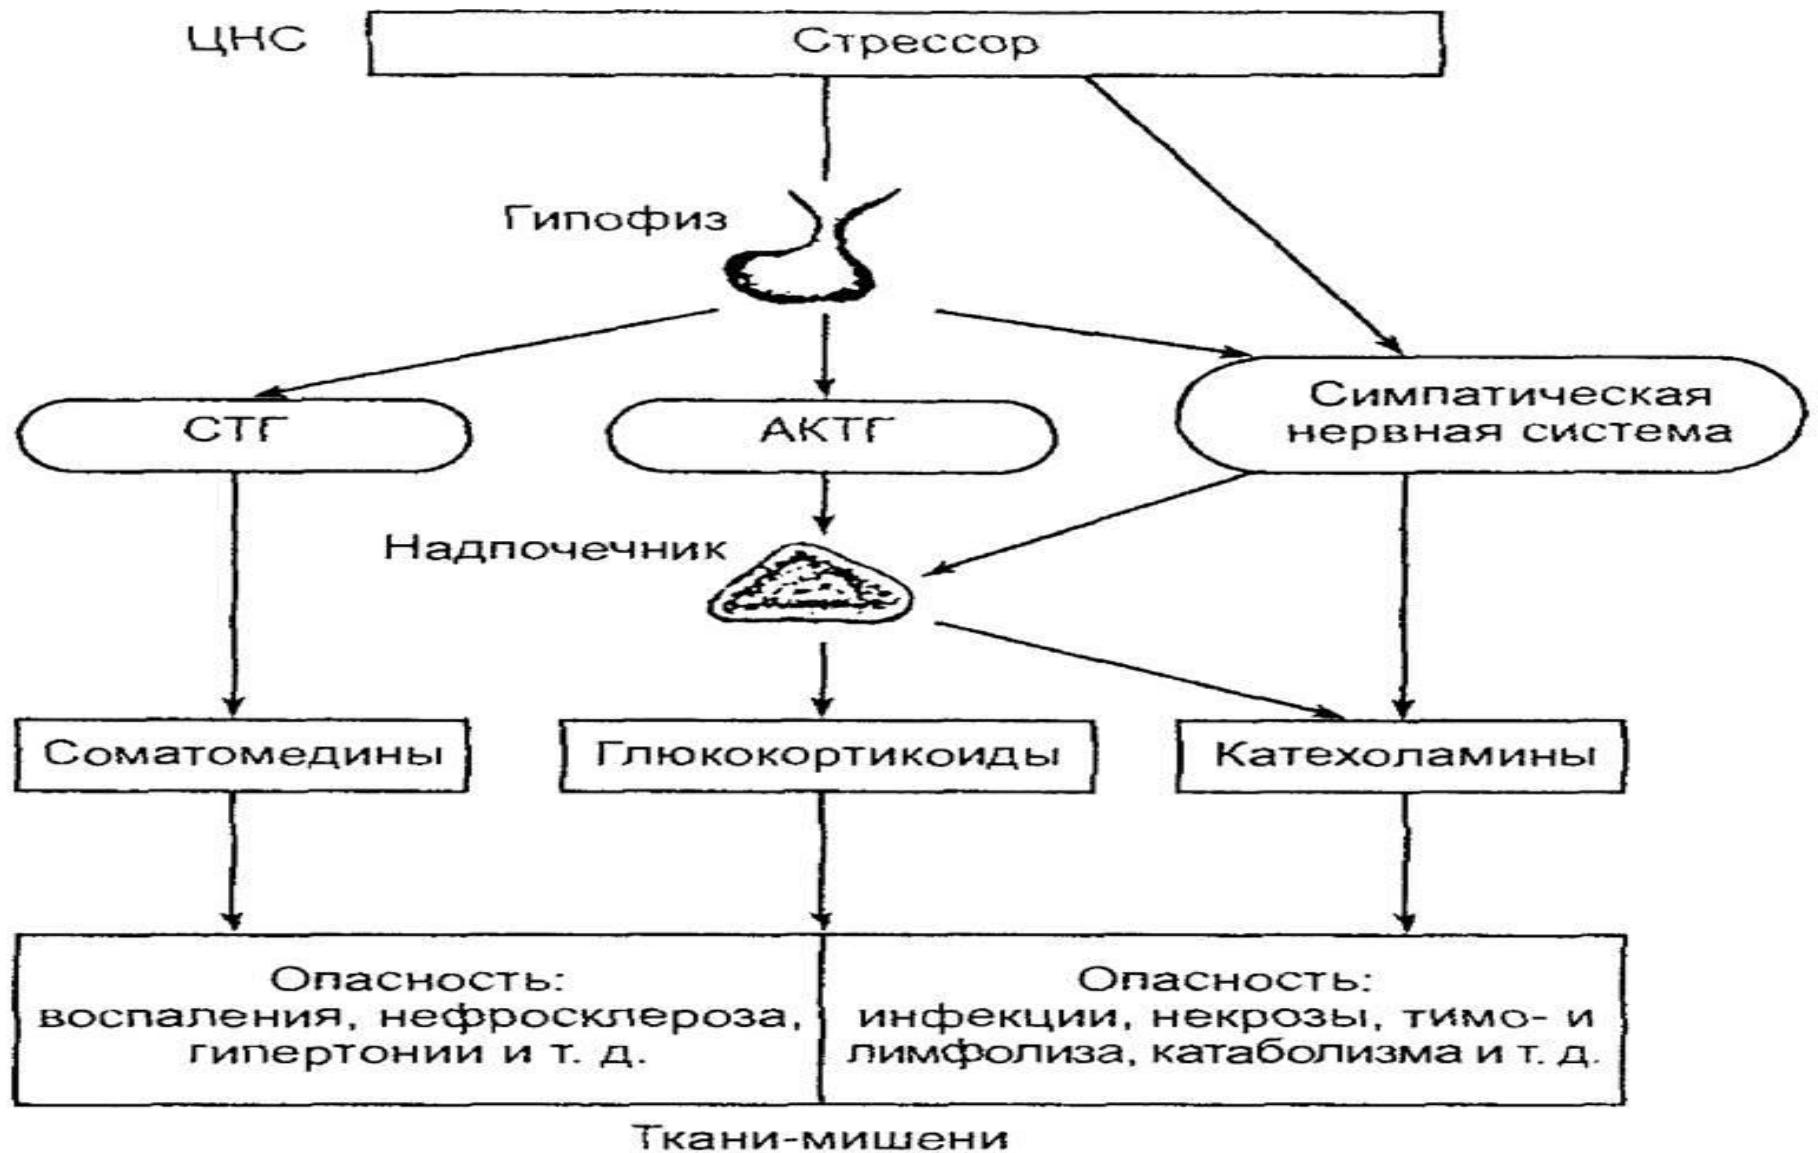 ЦНС
Стрессор
Гипофиз
СТГ
АКТГ
Симпатическая
нервная система
Надпочечник
Соматомедины
Глюкокортикоиды
Катехоламины
Опасность:
воспаления, нефросклероза,
гипертонии и т. д.
Опасность:
инфекции, некрозы, тимо- и
лимфолиза, катаболизма и т. д.
Ткани-мишени